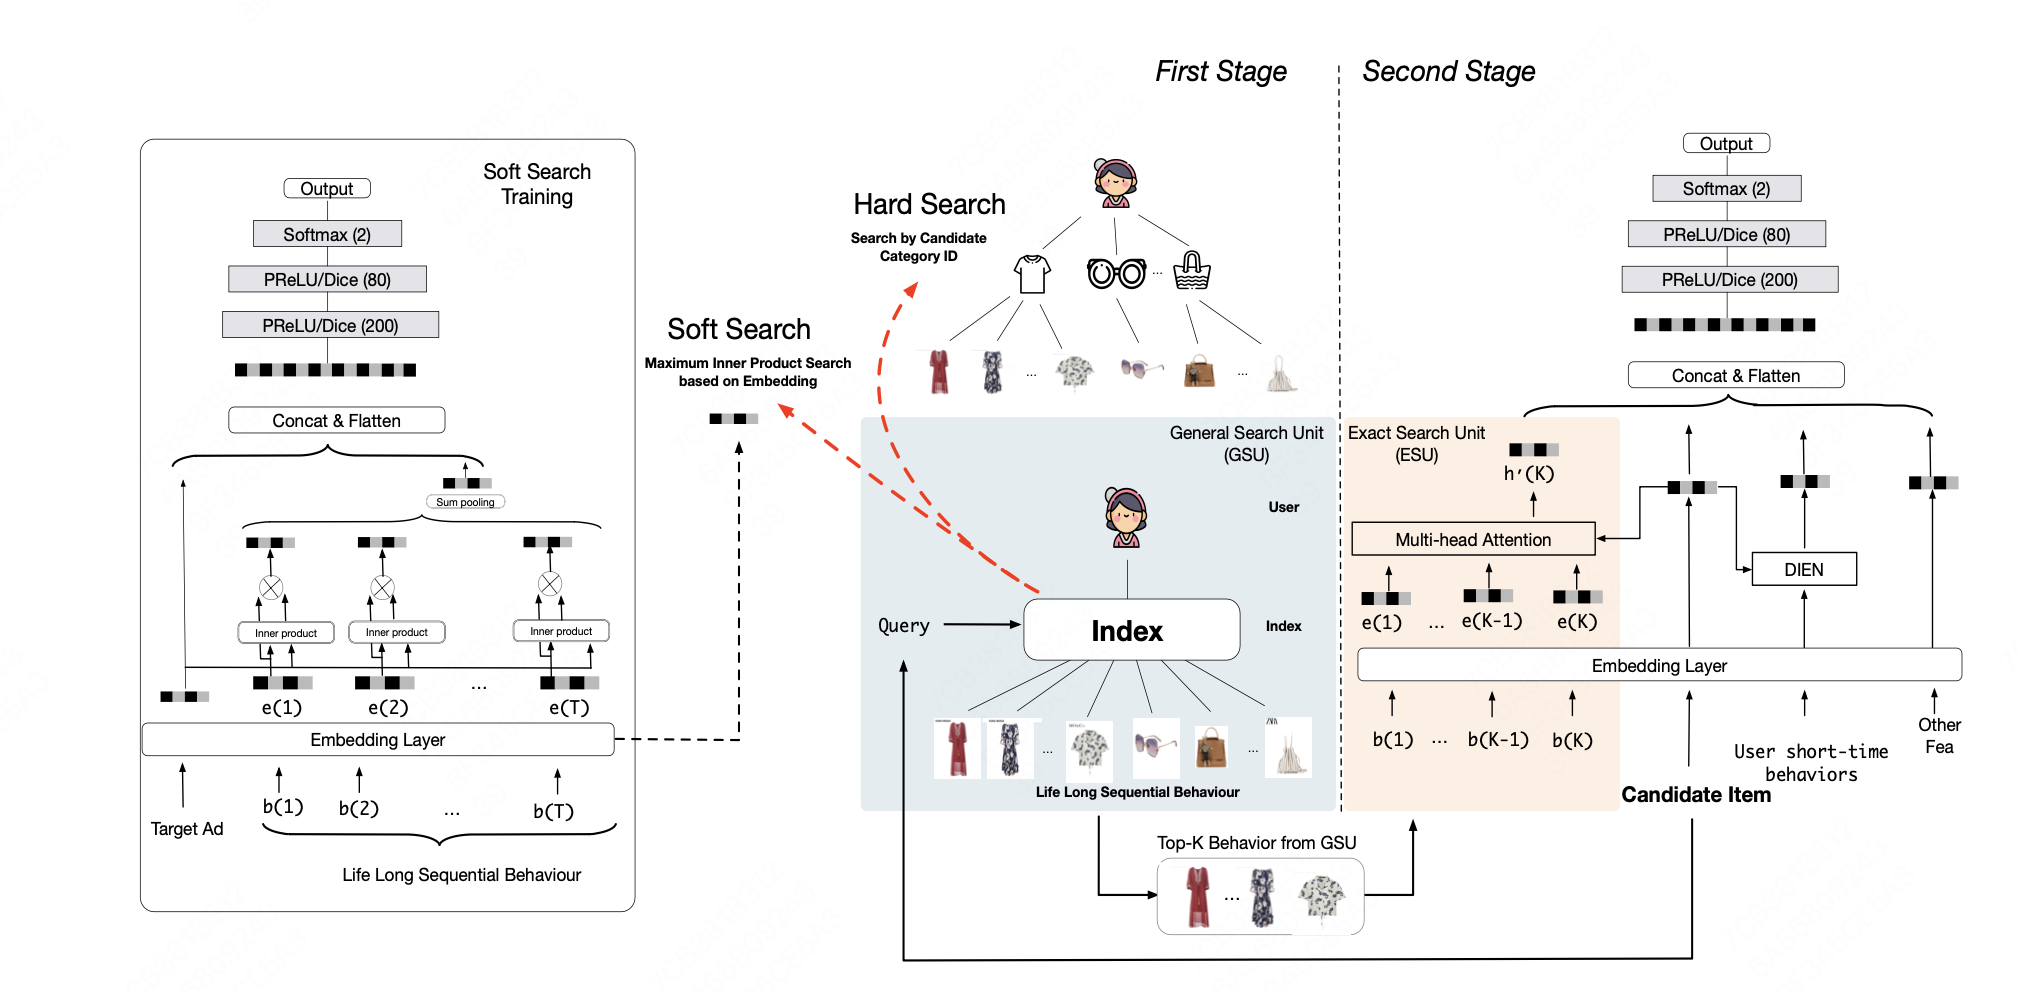 First Stage
Second Stage
Soft Search
Training
Output
Softmax (2)
PReLU/Dice (80)
PReLU/Dice (200)
Concat & Flatten
Sum pooling
Inner product
Inner product
Inner product
...
e(1)
e(2)
e(T)
Embedding Layer
b(1)
b(2)
...
b(T)
Target Ad
Life Long Sequential Behaviour
Hard Search
Search by Candidate
Category ID
...
...
...
Soft Search
Maximum Inner Product Search
based on Embedding
General Search Unit
(GSU)
User
Query
Index
Index
...
...
Life Long Sequential Behaviour
Top-K Behavior from GSU
...
Output
Softmax (2)
PReLU/Dice (80)
PReLU/Dice (200)
Concat & Flatten
Exact Search Unit
(ESU)
h′(K)
Multi-head Attention
DIEN
e(1)
...
e(K-1)
e(K)
Embedding Layer
b(1)
...
b(K-1)
b(K)
Candidate Item
User short-time
behaviors
Other
Fea